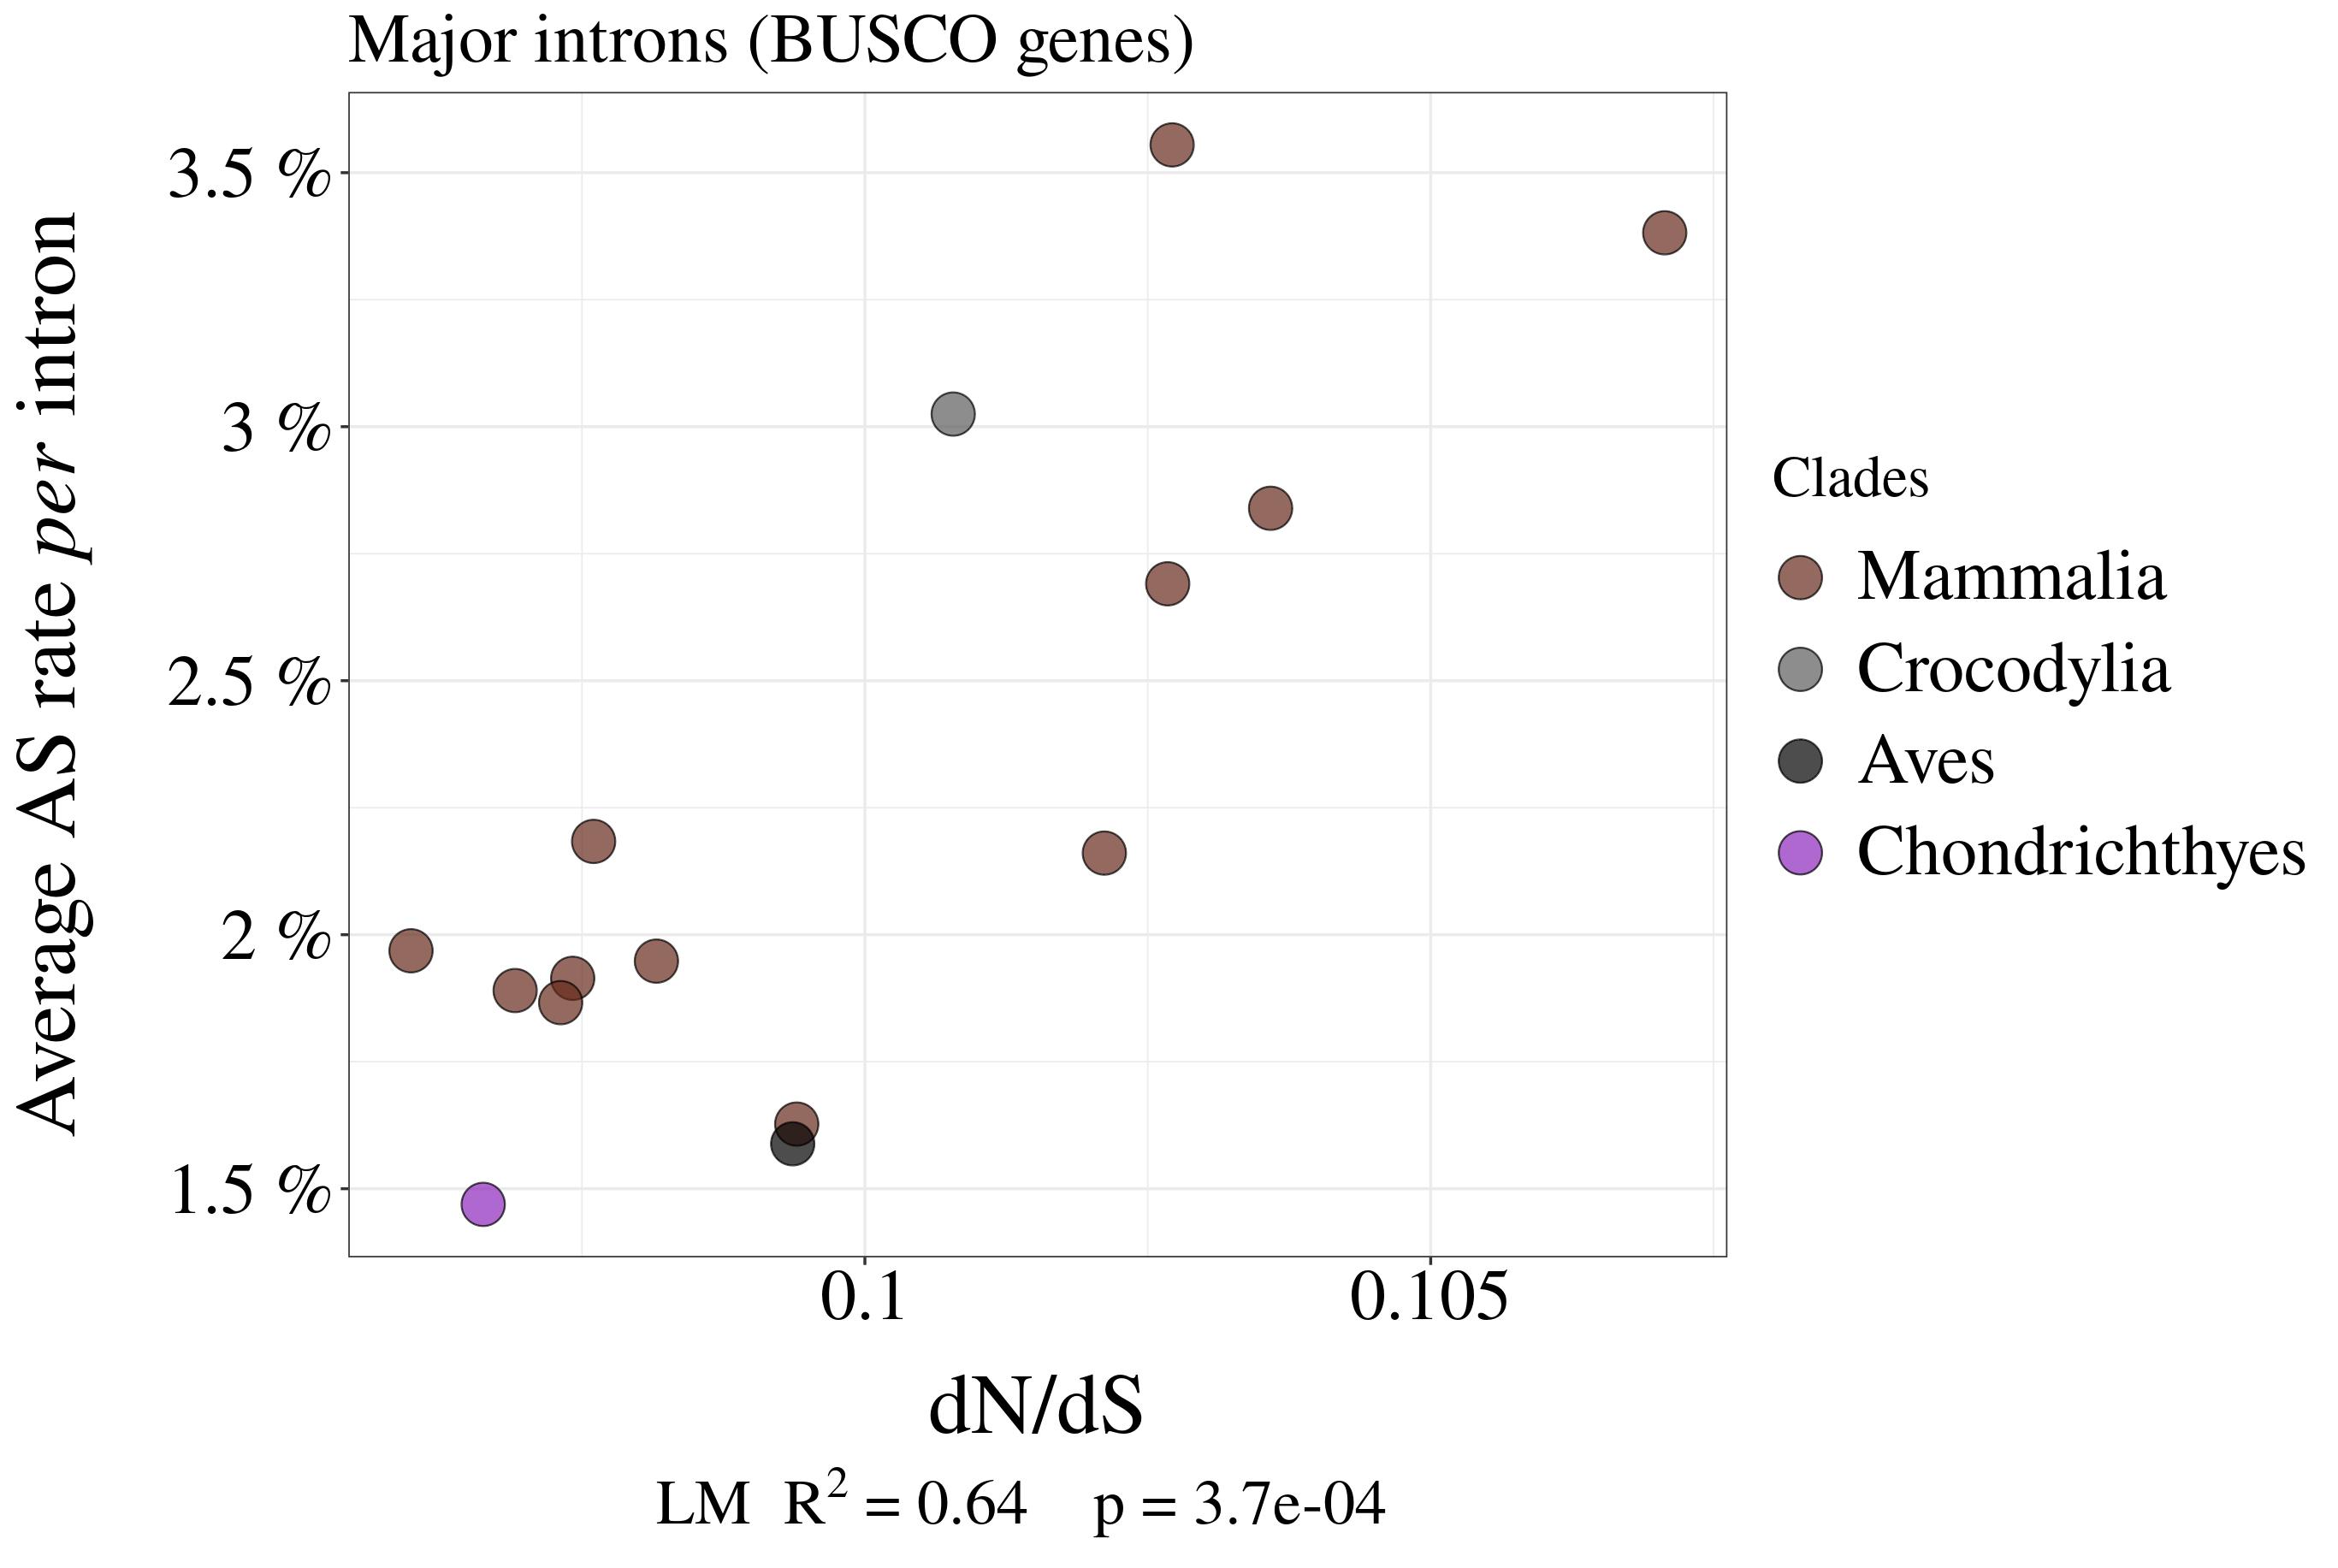 Major introns (BUSCO genes)
Average AS rate per intron
3.5 %
3 %
2.5 %
2 %
1.5 %
0.1
0.105
dN/dS
LM R² = 0.64 p = 3.7e-04
Clades
Mammalia
Crocodylia
Aves
Chondrichthyes